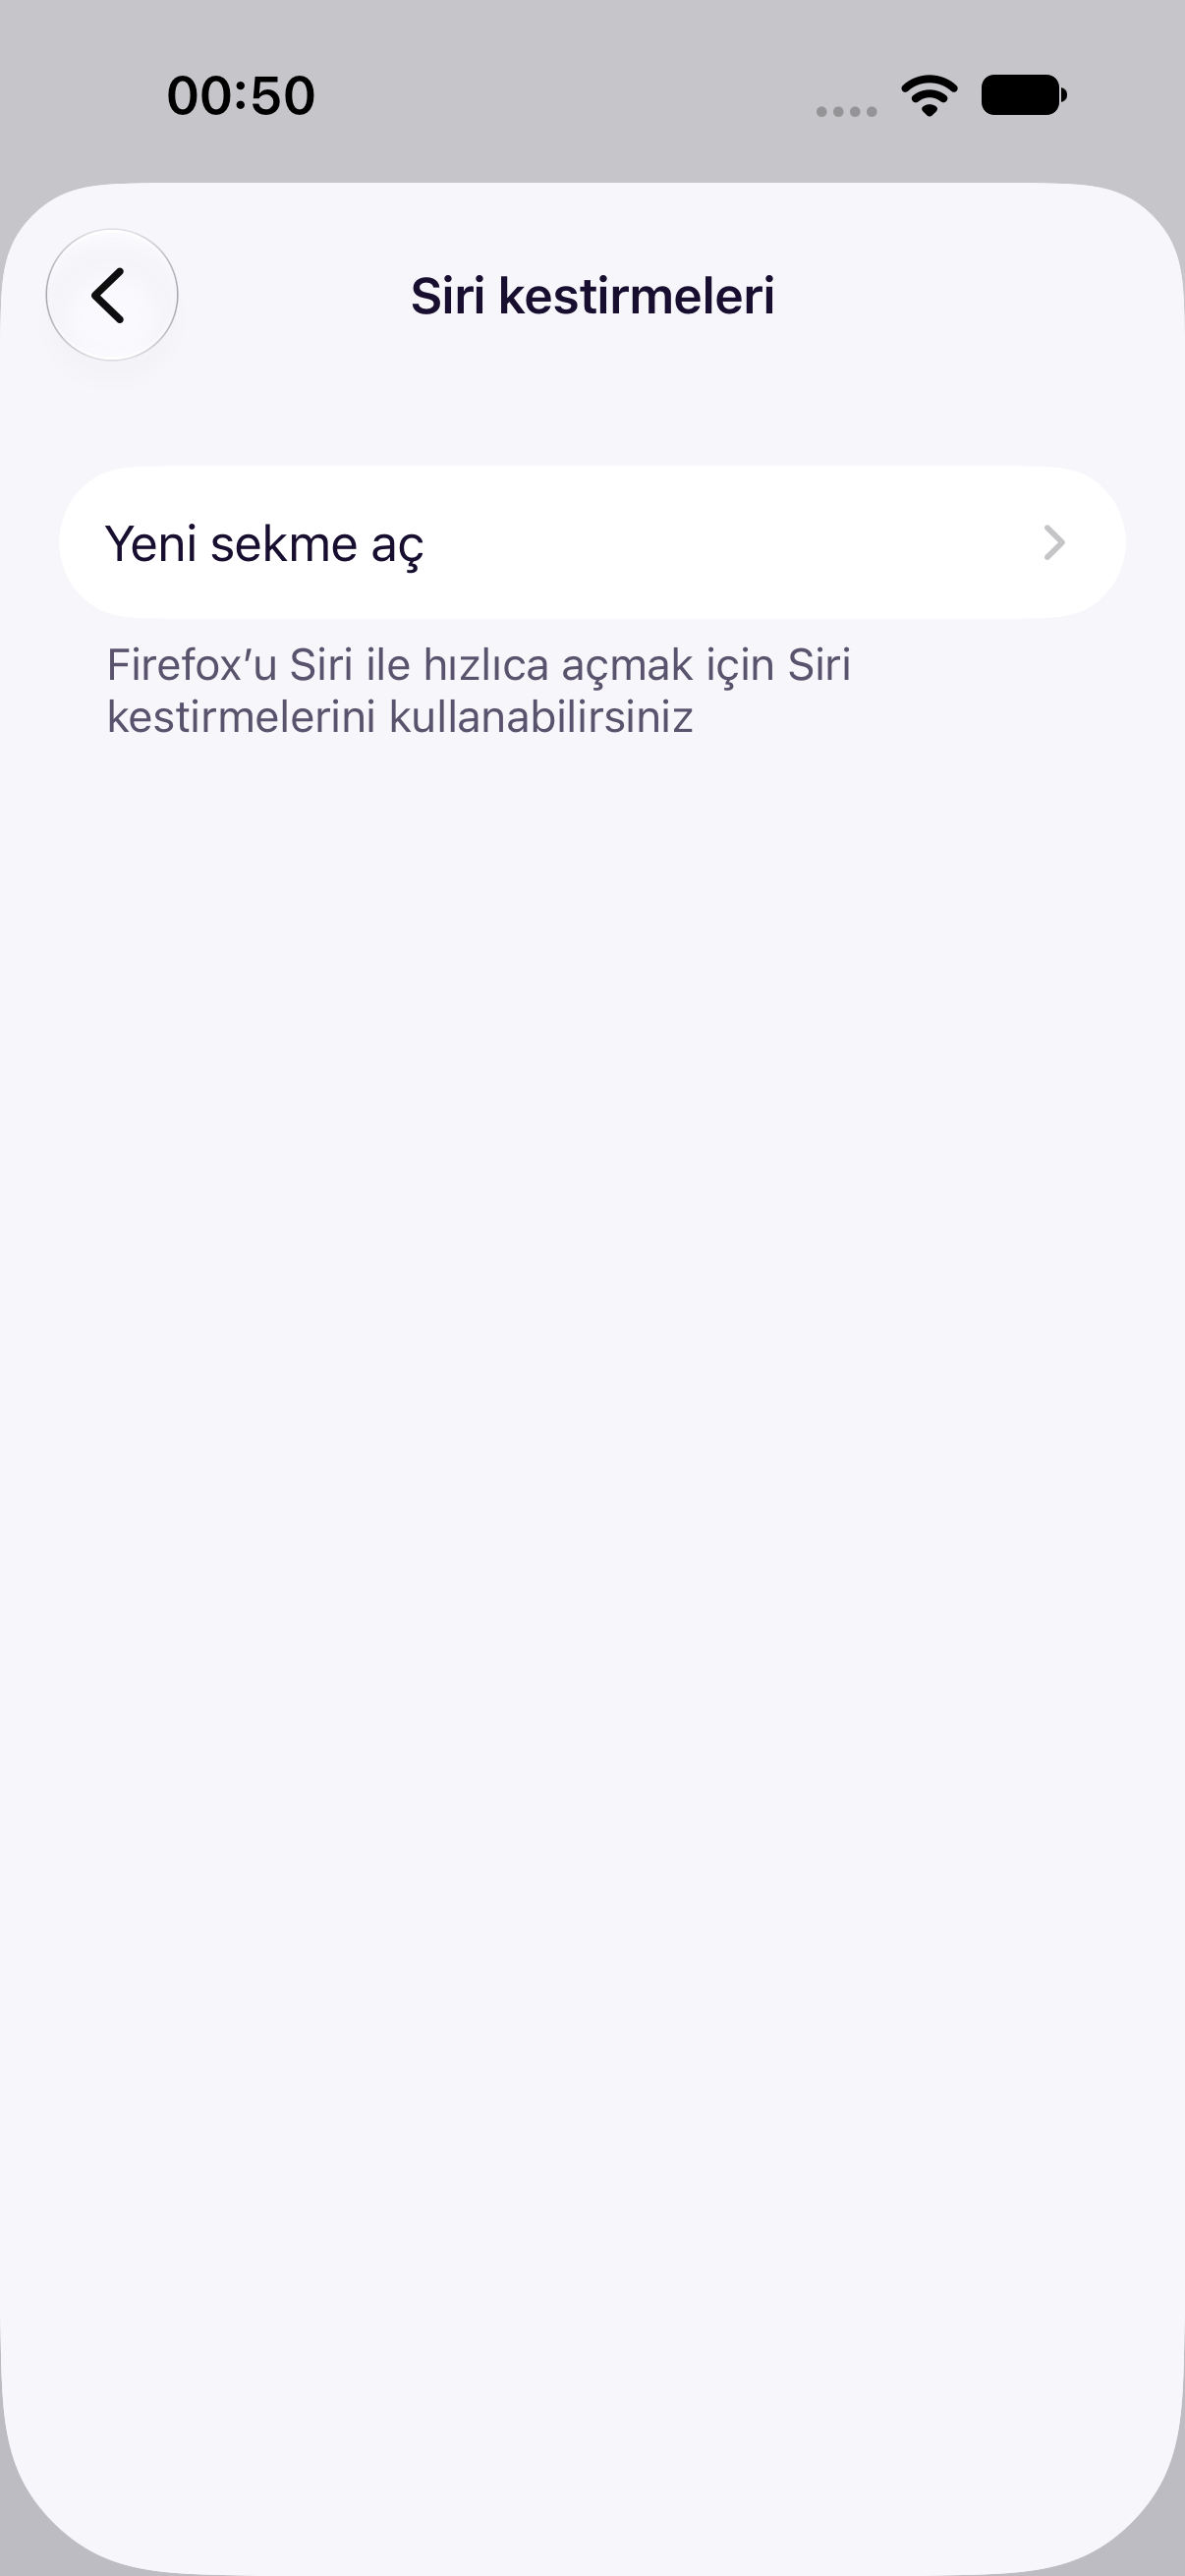 00:50
Siri kestirmeleri
Yeni sekme aç
Firefox’u Siri ile hızlıca açmak için Siri
kestirmelerini kullanabilirsiniz